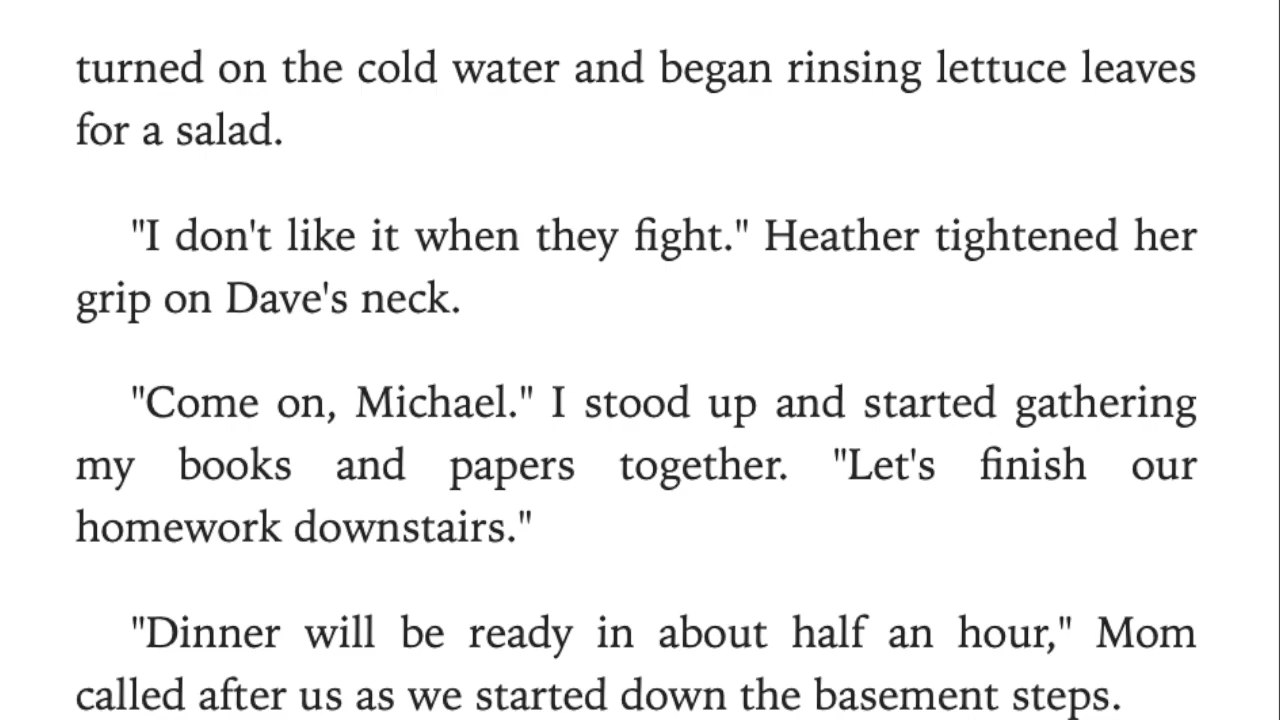 turned on the cold water and began rinsing lettuce leaves
for a salad.
"I don't like it when they fight." Heather tightened her
grip on Dave's neck.
"Come on, Michael." I stood up and started gathering
my books and papers together. "Let's finish our
homework downstairs."
"Dinner will be ready in about half an hour," Mom
called after us as we started down the basement steps.